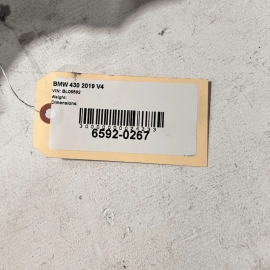 BMW 430 2019 V4
VIN: BL06592
Weight:
Dimensions:
6592-0267